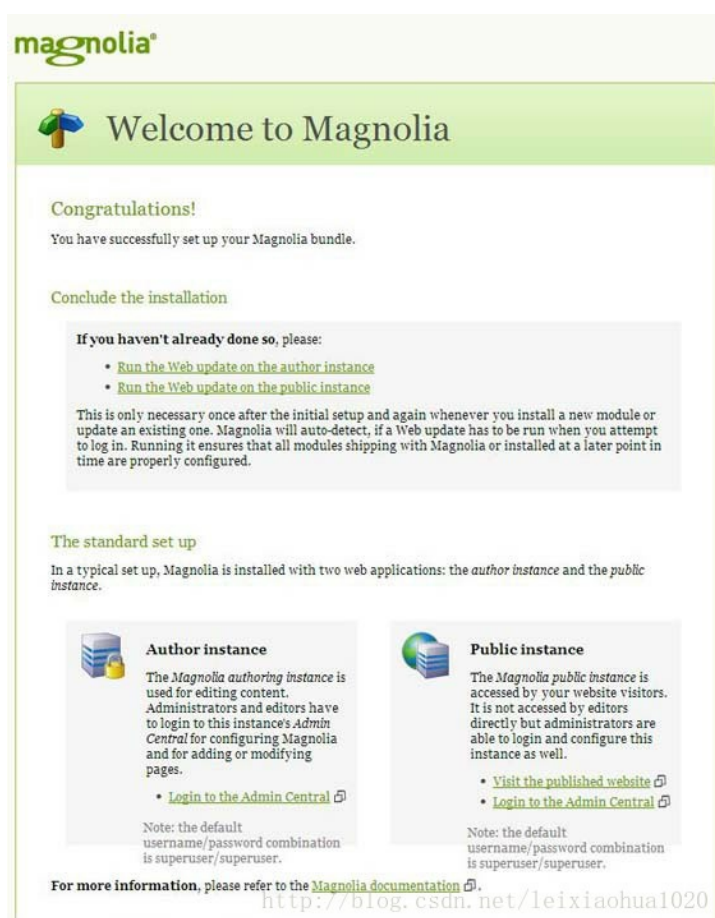 magnolia®
Welcome to Magnolia
Congratulations!
You have successfully set up your Magnolia bundle.
Conclude the installation
If you haven't already done so, please:
• Run the Web update on the author instance
• Run the Web update on the public instance
This is only necessary once after the initial setup and again whenever you install a new module or
update an existing one. Magnolia will auto-detect, if a Web update has to be run when you attempt
to log in. Running it ensures that all modules shipping with Magnolia or installed at a later point in
time are properly configured.
The standard set up
In a typical set up, Magnolia is installed with two web applications: the author instance and the public
instance.
Author instance
The Magnolia authoring instance is
used for editing content.
Administrators and editors have
to login to this instance's Admin
Central for configuring Magnolia
and for adding or modifying
pages.
• Login to the Admin Central
Note: the default
username/password combination
is superuser/superuser.
Public instance
The Magnolia public instance is
accessed by your website visitors.
It is not accessed by editors
directly but administrators are
able to login and configure this
instance as well.
• Visit the published website
• Login to the Admin Central
Note: the default
username/password combination
is superuser/superuser.
For more information, please refer to the Magnolia documentation.
http://blog.csdn.net/leixiaohua1020